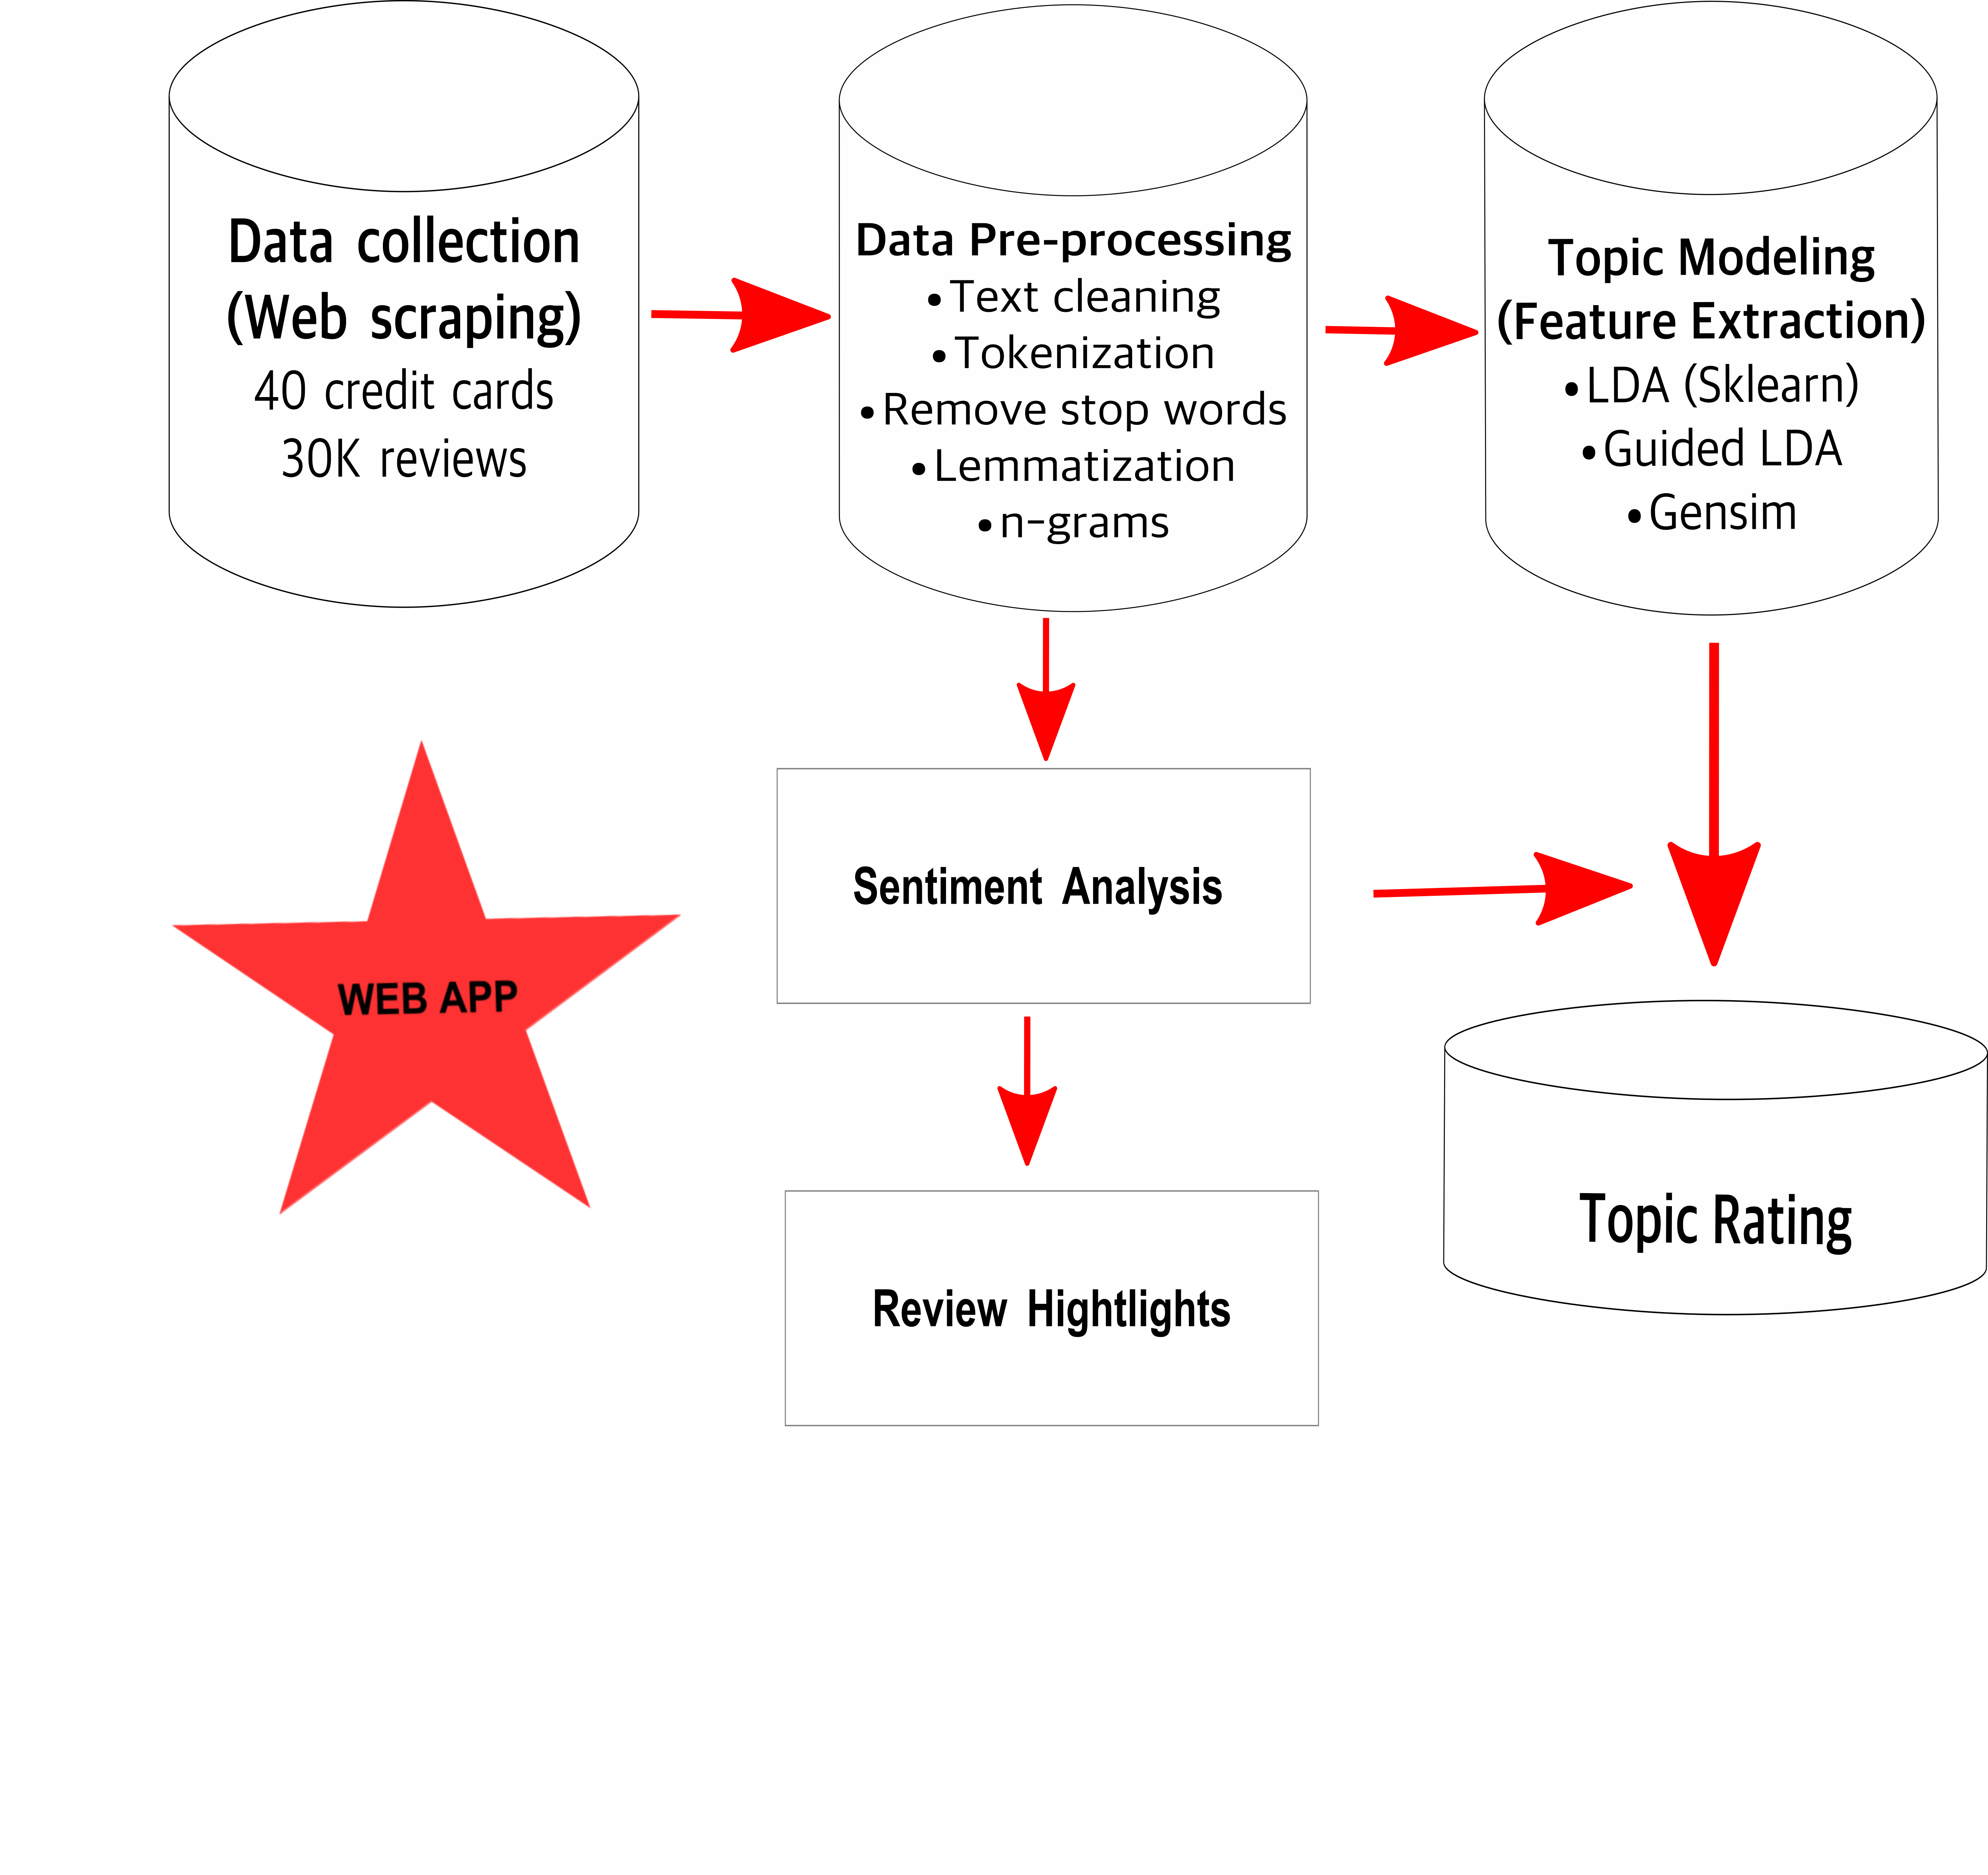 Data collection
(Web scraping)
40 credit cards
30K reviews
Data Pre-processing
•Text cleaning
•Tokenization
•Remove stop words
•Lemmatization
•n-grams
Topic Modeling
(Feature Extraction)
•LDA (Sklearn)
•Guided LDA
•Gensim
Sentiment Analysis
WEB APP
Topic Rating
Review Hightlights